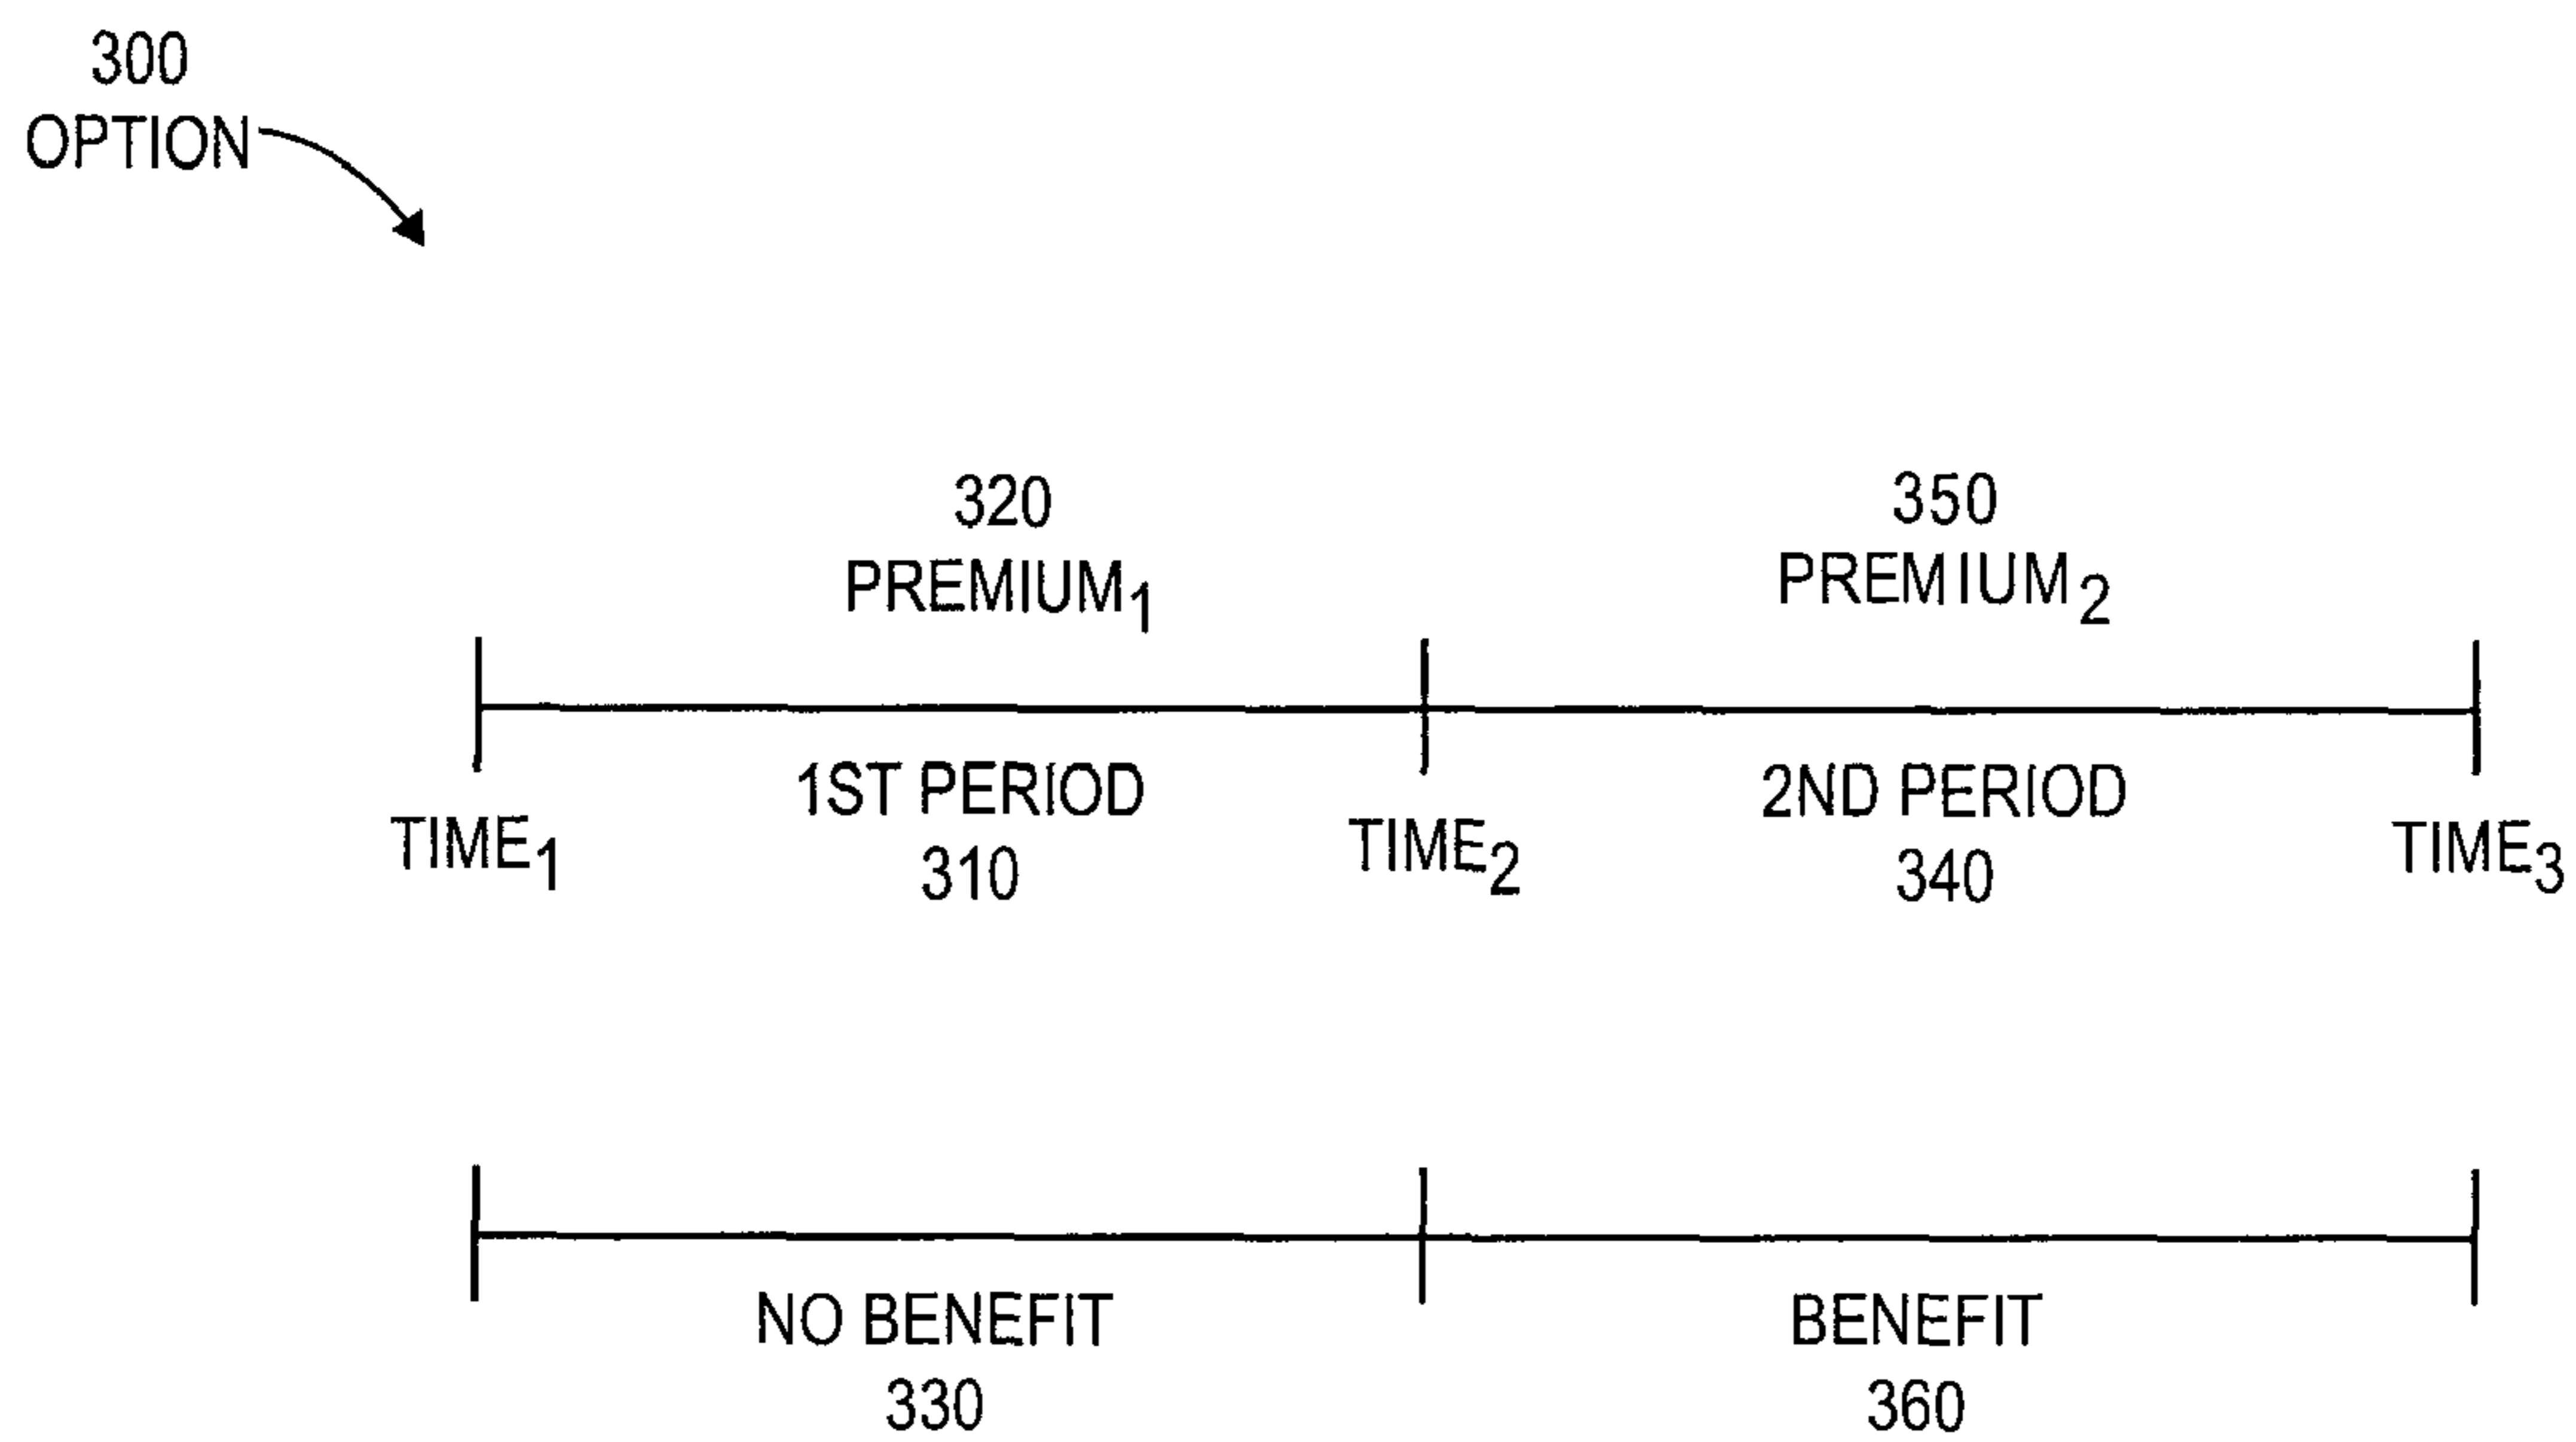 300
OPTION
320
PREMIUM₁
350
PREMIUM₂
1ST PERIOD
310
2ND PERIOD
340
TIME₁
TIME₂
TIME₃
NO BENEFIT
330
BENEFIT
360